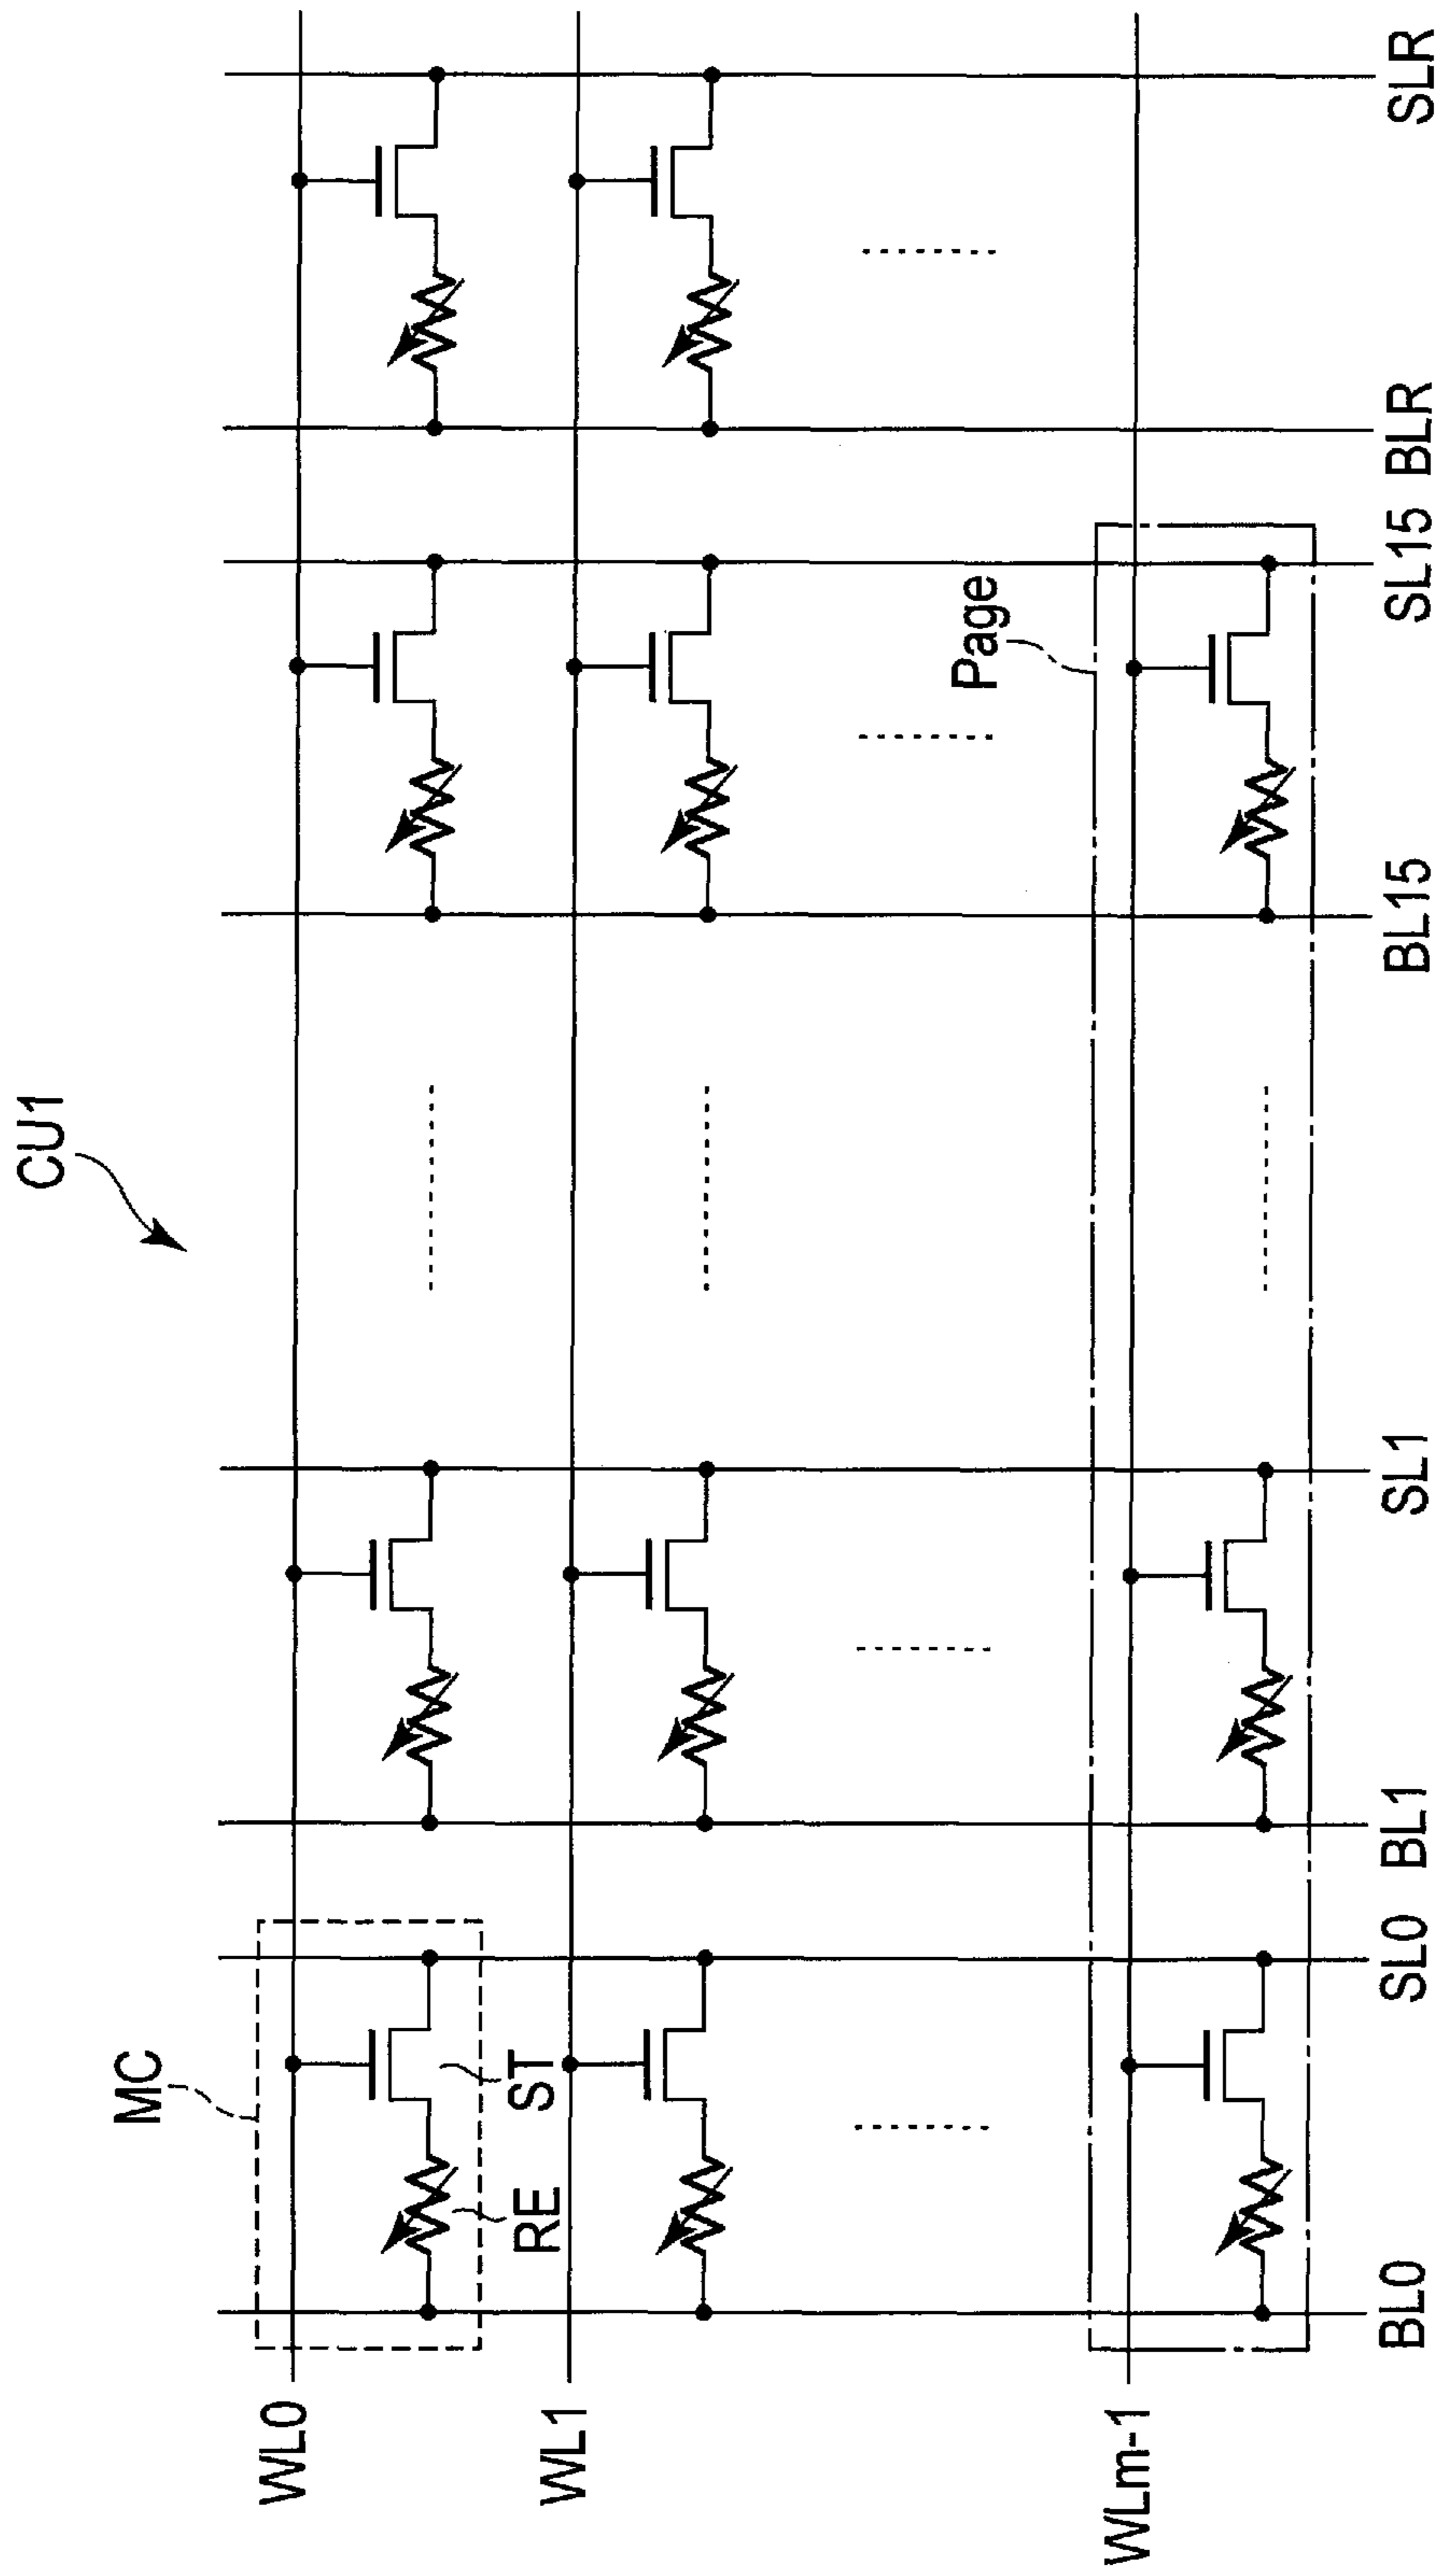 CU1
MC
WL0
RE
ST
WL1
Page
WLm-1
BL0
SL0
BL1
SL1
BL15
SL15
BLR
SLR